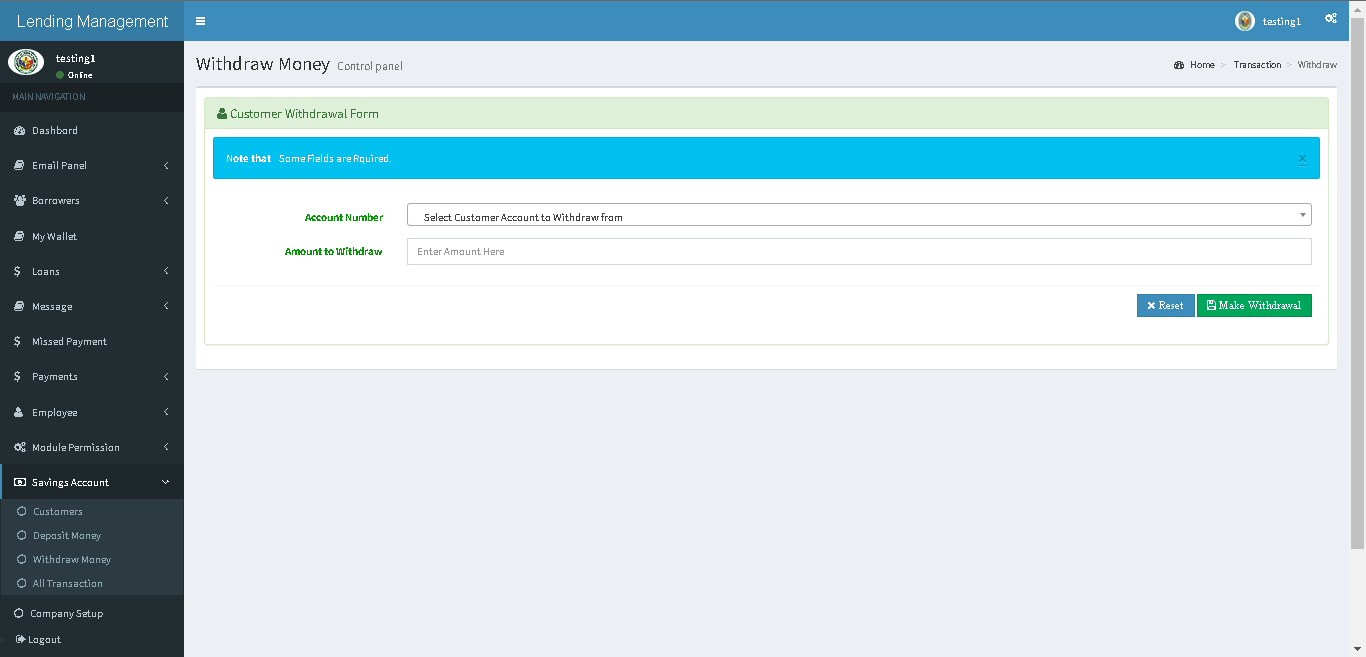 Lending Management
testing1
testing1
Online
MAIN NAVIGATION
Dashbord
Email Panel
Borrowers
My Wallet
Loans
Message
Missed Payment
Payments
Employee
Module Permission
Savings Account
Customers
Deposit Money
Withdraw Money
All Transaction
Company Setup
Logout
Withdraw Money Control panel
Home > Transaction > Withdraw
Customer Withdrawal Form
Note that Some Fields are Rquired. ×
Account Number Select Customer Account to Withdraw from
Amount to Withdraw Enter Amount Here
Reset Make Withdrawal